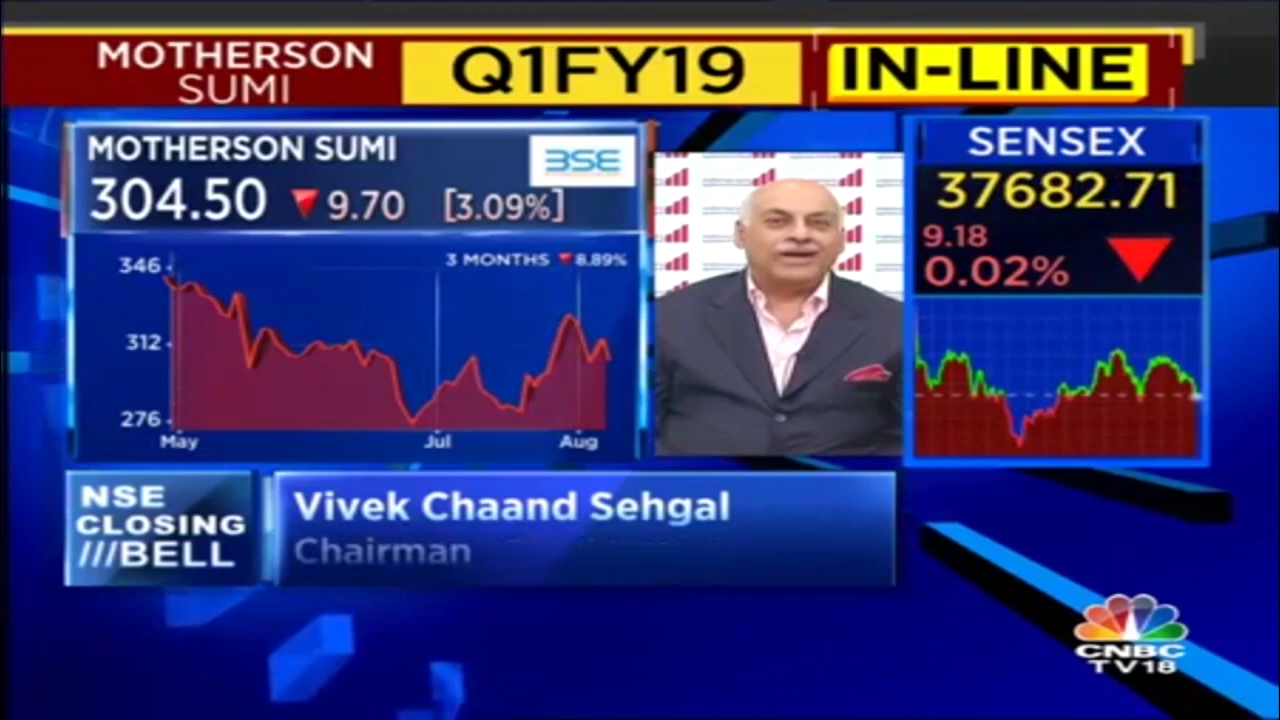 MOTHERSON
SUMI
Q1FY19
IN-LINE
MOTHERSON SUMI
BSE
304.50 9.70 [3.09%]
3 MONTHS 8.89%
346
312
276
May Jul Aug
SENSEX
37682.71
9.18
0.02%
NSE
CLOSING
///BELL
Vivek Chaand Sehgal
Chairman
CNBC
TV18